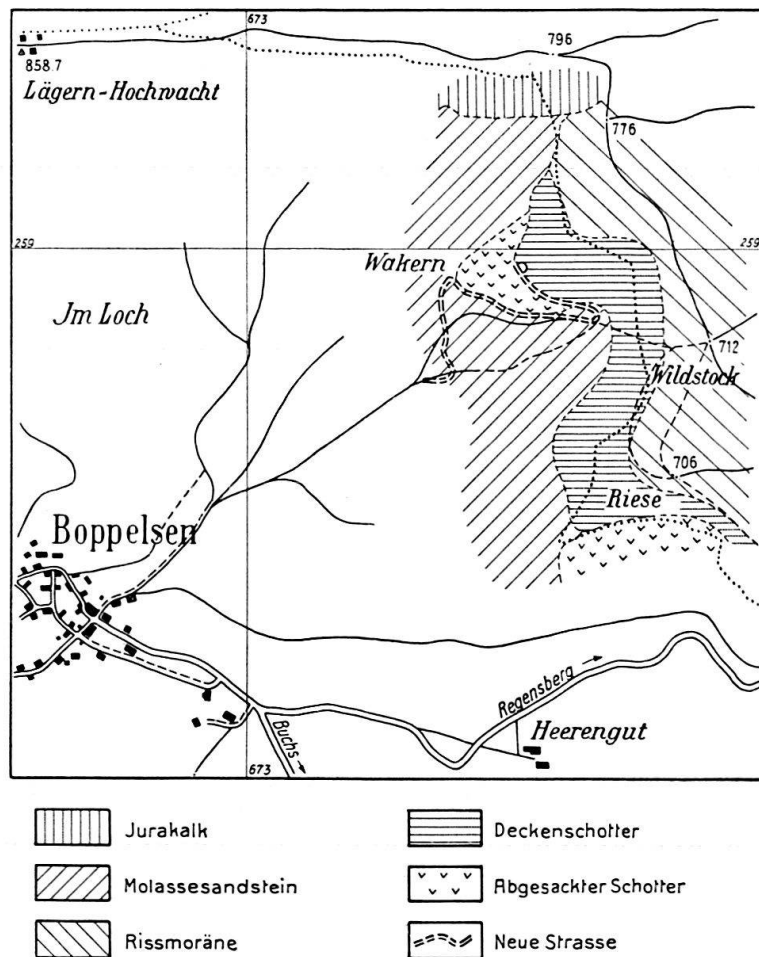 673
796
858.7
Lägern-Hochwacht
776
259
259
Wakern
Jm Loch
712
Wildstock
706
Riese
Boppelsen
Regensberg
Heerengut
Buchs
673
Jurakalk
Deckenschotter
Molassesandstein
Abgesackter Schotter
Rissmoräne
Neue Strasse